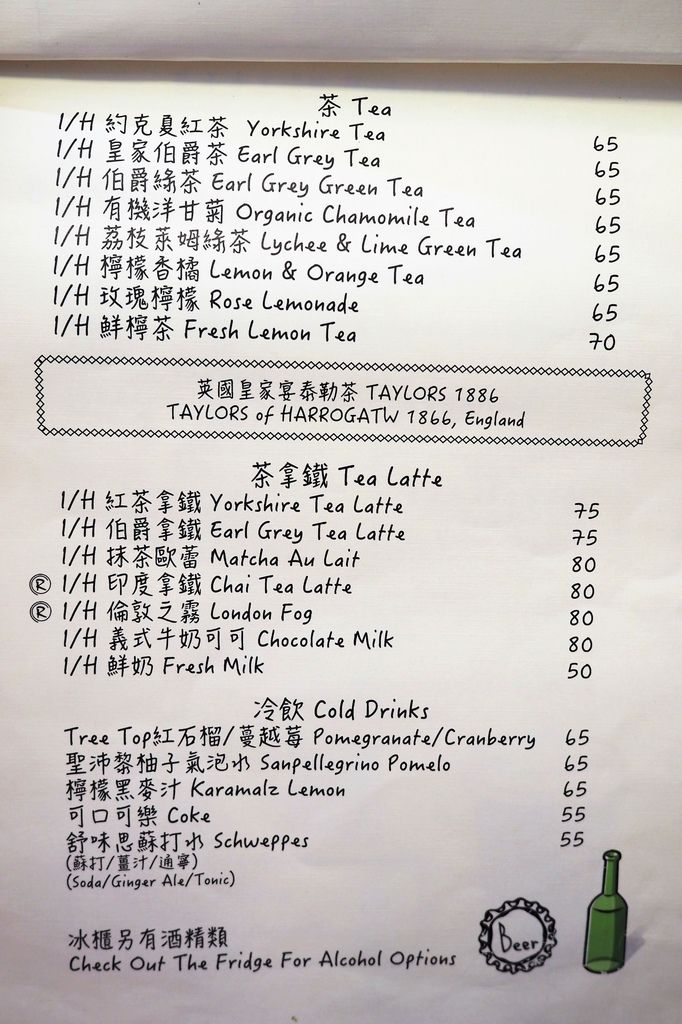 茶 Tea
I/H 約克夏紅茶 Yorkshire Tea 65
I/H 皇家伯爵茶 Earl Grey Tea 65
I/H 伯爵綠茶 Earl Grey Green Tea 65
I/H 有機洋甘菊 Organic Chamomile Tea 65
I/H 荔枝萊姆綠茶 Lychee & Lime Green Tea 65
I/H 檸檬香橘 Lemon & Orange Tea 65
I/H 玫瑰檸檬 Rose Lemonade 65
I/H 鮮檸茶 Fresh Lemon Tea 70
英國皇家宴泰勒茶 TAYLORS 1886
TAYLORS of HARROGATW 1866, England
茶拿鐵 Tea Latte
I/H 紅茶拿鐵 Yorkshire Tea Latte 75
I/H 伯爵拿鐵 Earl Grey Tea Latte 75
I/H 抹茶歐蕾 Matcha Au Lait 80
® I/H 印度拿鐵 Chai Tea Latte 80
® I/H 倫敦之霧 London Fog 80
I/H 義式牛奶可可 Chocolate Milk 80
I/H 鮮奶 Fresh Milk 50
冷飲 Cold Drinks
Tree Top紅石榴/蔓越莓 Pomegranate/Cranberry 65
聖沛黎柚子氣泡水 Sanpellegrino Pomelo 65
檸檬黑麥汁 Karamalz Lemon 65
可口可樂 Coke 55
舒味思蘇打水 Schweppes 55
(蘇打/薑汁/通寧)
(Soda/Ginger Ale/Tonic)
冰櫃另有酒精類
Check Out The Fridge For Alcohol Options
Beer